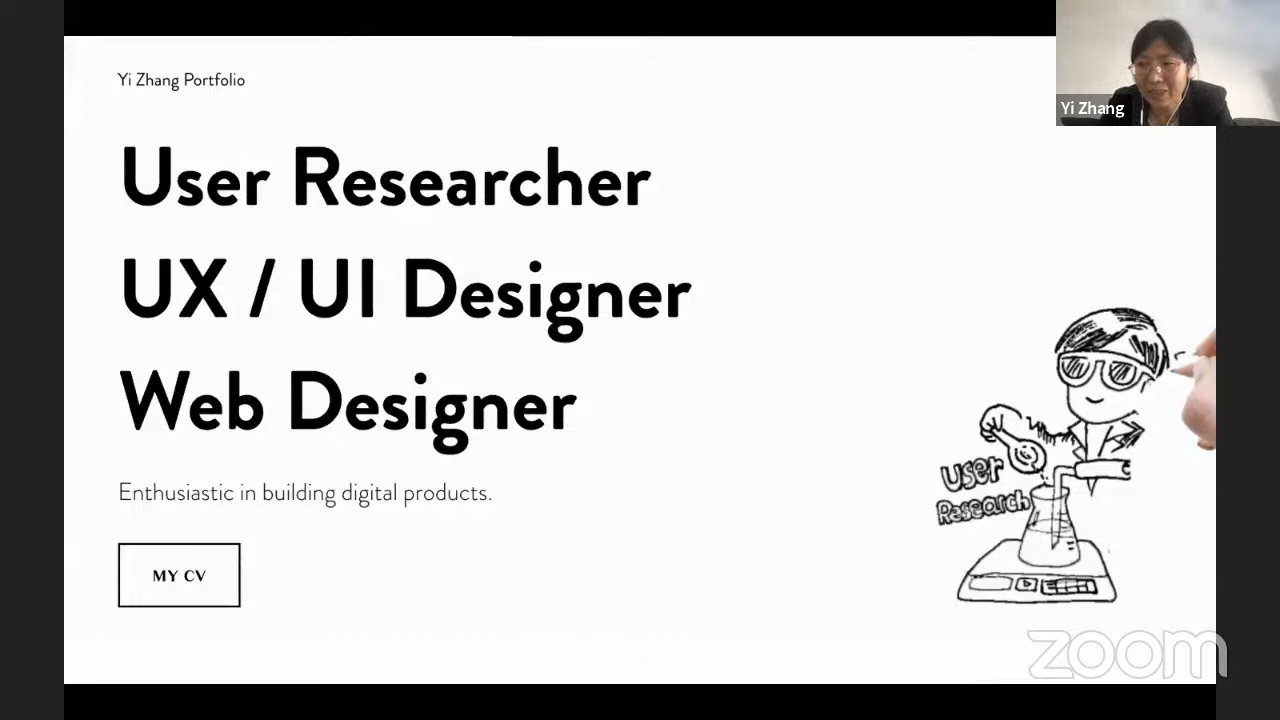 Yi Zhang Portfolio
Yi Zhang
User Researcher
UX / UI Designer
Web Designer
Enthusiastic in building digital products.
MY CV
User
Research
zoom